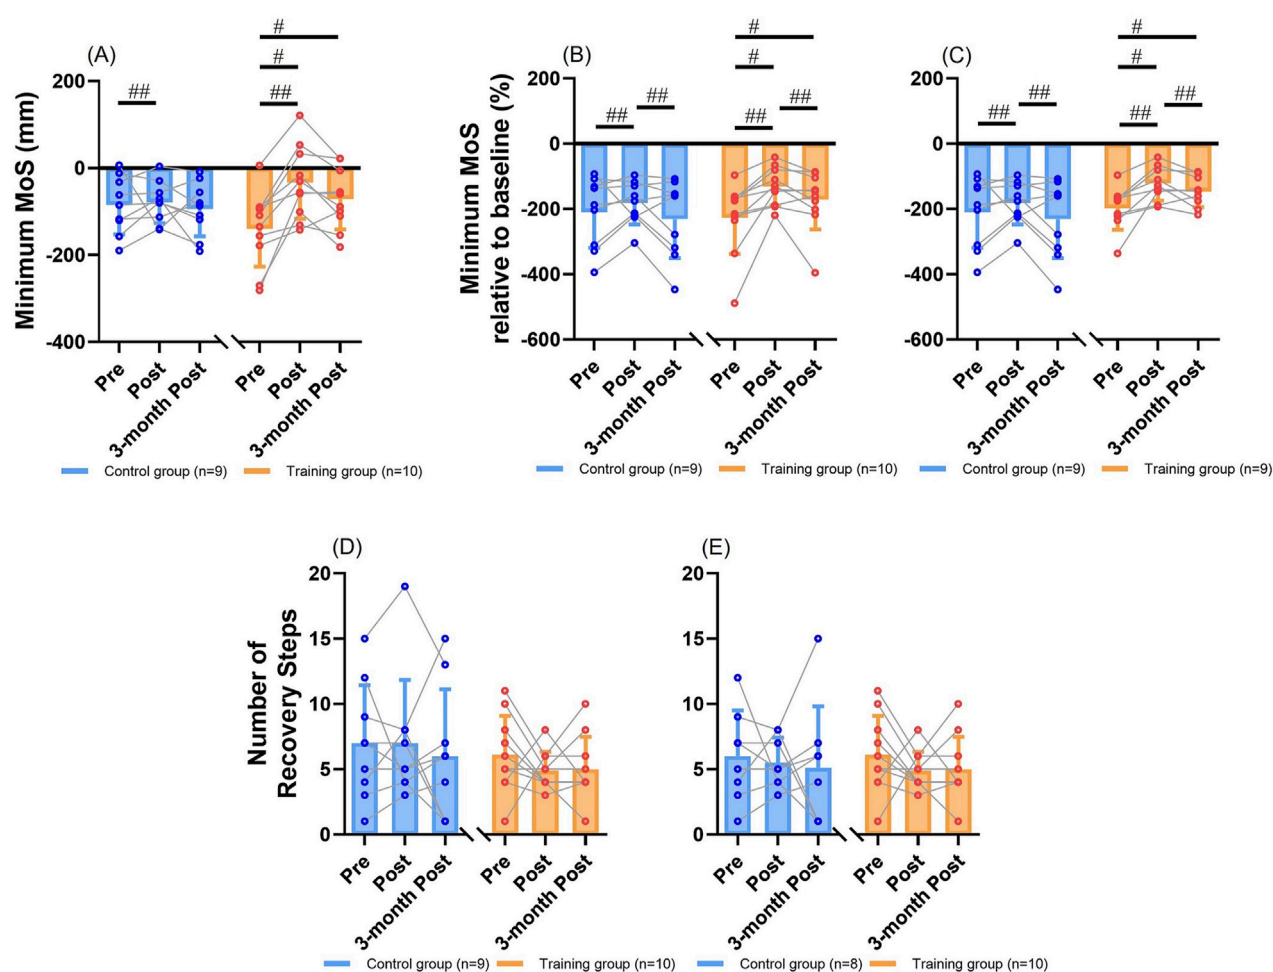 (A)
#
#
##
##
Minimum MoS (mm)
200
0
-200
-400
Pre
Post
3-month Post
Pre
Post
3-month Post
Control group (n=9)
Training group (n=10)
(B)
#
#
##
##
##
##
Minimum MoS
relative to baseline (%)
200
0
-200
-400
-600
Pre
Post
3-month Post
Pre
Post
3-month Post
Control group (n=9)
Training group (n=10)
(C)
#
#
##
##
##
##
200
0
-200
-400
-600
Pre
Post
3-month Post
Pre
Post
3-month Post
Control group (n=9)
Training group (n=9)
(D)
Number of
Recovery Steps
20
15
10
5
0
Pre
Post
3-month Post
Pre
Post
3-month Post
Control group (n=9)
Training group (n=10)
(E)
20
15
10
5
0
Pre
Post
3-month Post
Pre
Post
3-month Post
Control group (n=8)
Training group (n=10)